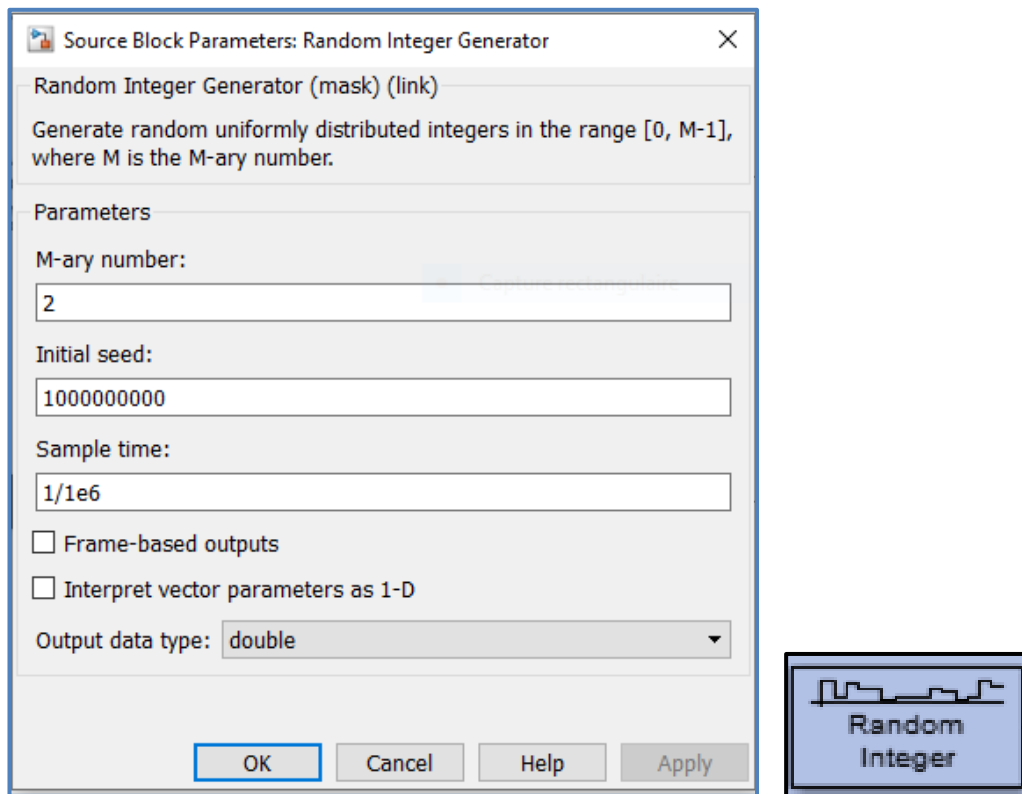 Source Block Parameters: Random Integer Generator
Random Integer Generator (mask) (link)
Generate random uniformly distributed integers in the range [0, M-1],
where M is the M-ary number.
Parameters
M-ary number:
Capture rectangulaire
2
Initial seed:
1000000000
Sample time:
1/1e6
Frame-based outputs
Interpret vector parameters as 1-D
Output data type: double
OK Cancel Help Apply
Random
Integer